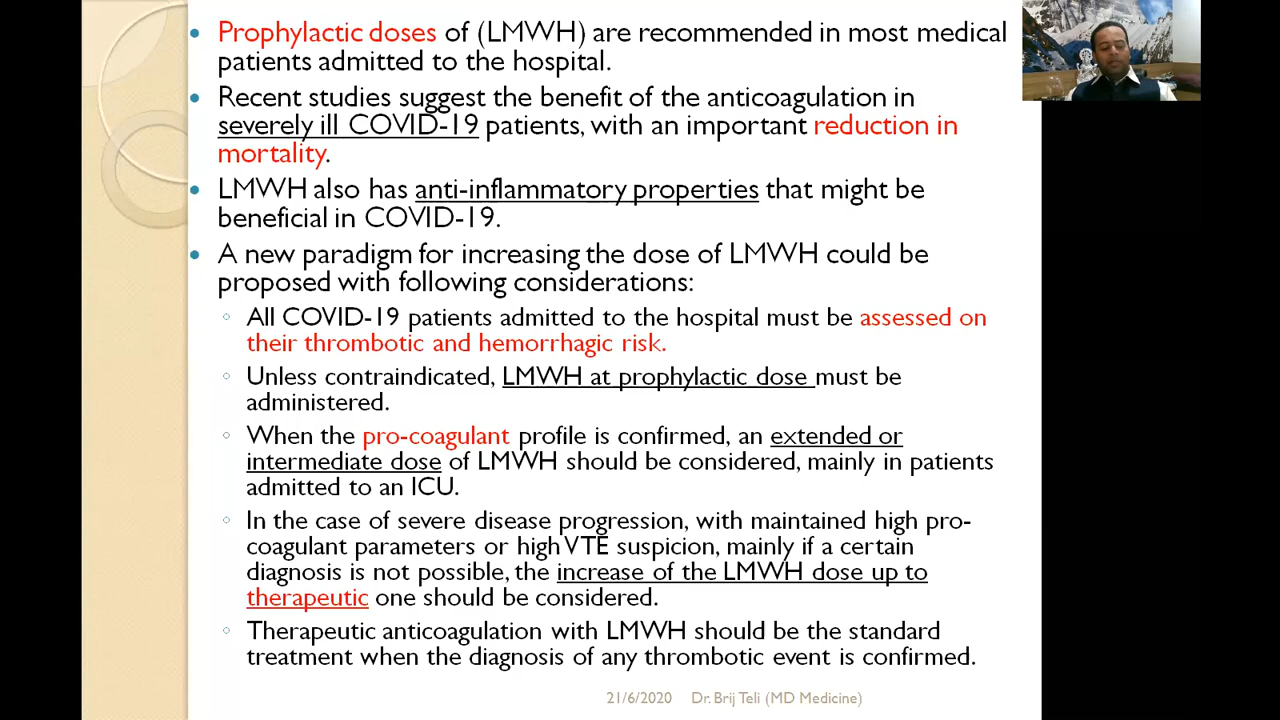 Prophylactic doses of (LMWH) are recommended in most medical
patients admitted to the hospital.
Recent studies suggest the benefit of the anticoagulation in
severely ill COVID-19 patients, with an important reduction in
mortality.
LMWH also has anti-inflammatory properties that might be
beneficial in COVID-19.
A new paradigm for increasing the dose of LMWH could be
proposed with following considerations:
All COVID-19 patients admitted to the hospital must be assessed on
their thrombotic and hemorrhagic risk.
Unless contraindicated, LMWH at prophylactic dose must be
administered.
When the pro-coagulant profile is confirmed, an extended or
intermediate dose of LMWH should be considered, mainly in patients
admitted to an ICU.
In the case of severe disease progression, with maintained high pro-
coagulant parameters or high VTE suspicion, mainly if a certain
diagnosis is not possible, the increase of the LMWH dose up to
therapeutic one should be considered.
Therapeutic anticoagulation with LMWH should be the standard
treatment when the diagnosis of any thrombotic event is confirmed.
21/6/2020 Dr. Brij Teli (MD Medicine)